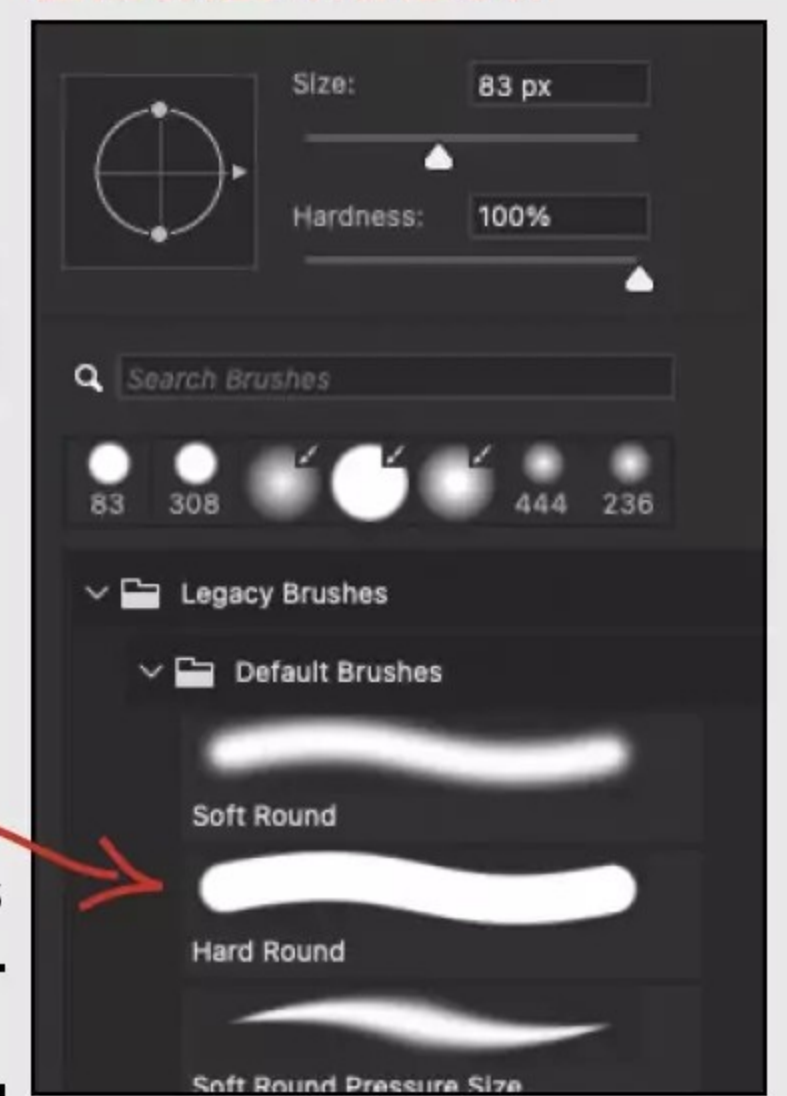 Size: 83 px
Hardness: 100%
Search Brushes
83 308 444 236
Legacy Brushes
Default Brushes
Soft Round
Hard Round
Soft Round Pressure Size